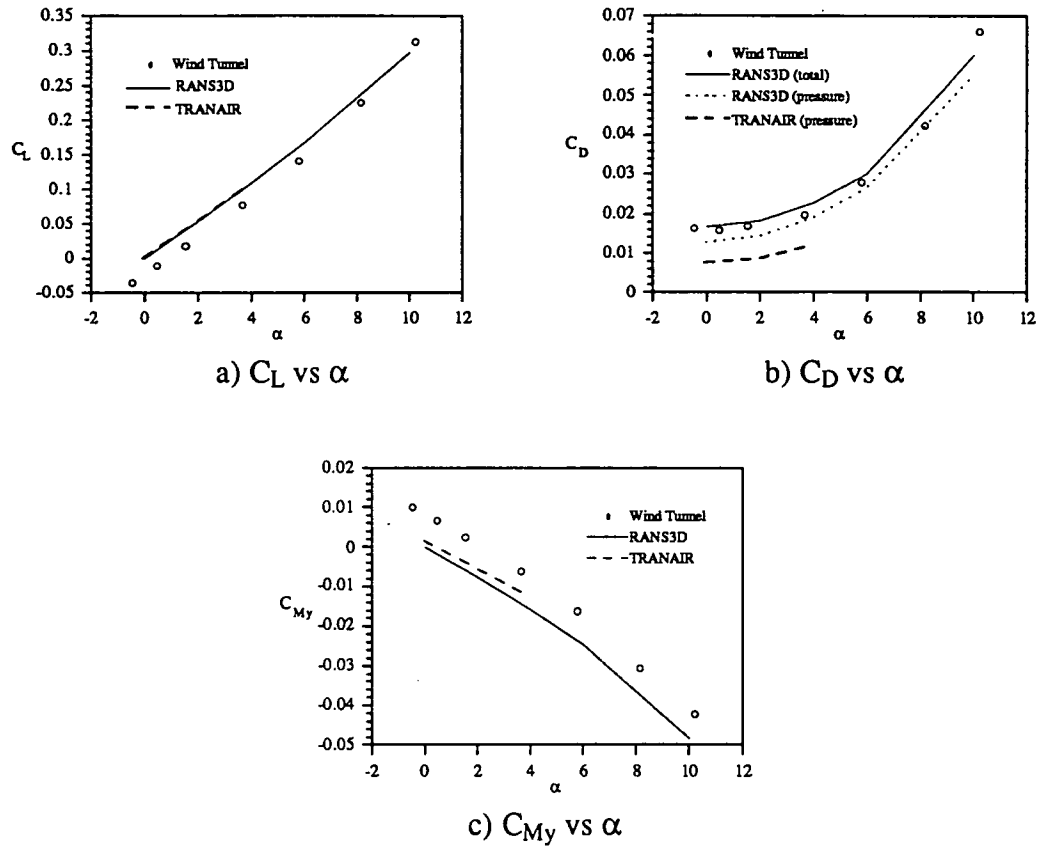 0.35
0.3
0.25
0.2
C_L 0.15
0.1
0.05
0
-0.05
-2 0 2 4 6 8 10 12
α
Wind Tunnel
RANS3D
TRANAIR
a) C_L vs α
0.07
0.06
0.05
0.04
C_D
0.03
0.02
0.01
0
-2 0 2 4 6 8 10 12
α
Wind Tunnel
RANS3D (total)
RANS3D (pressure)
TRANAIR (pressure)
b) C_D vs α
0.02
0.01
0
-0.01
C_My
-0.02
-0.03
-0.04
-0.05
-2 0 2 4 6 8 10 12
α
Wind Tunnel
RANS3D
TRANAIR
c) C_My vs α